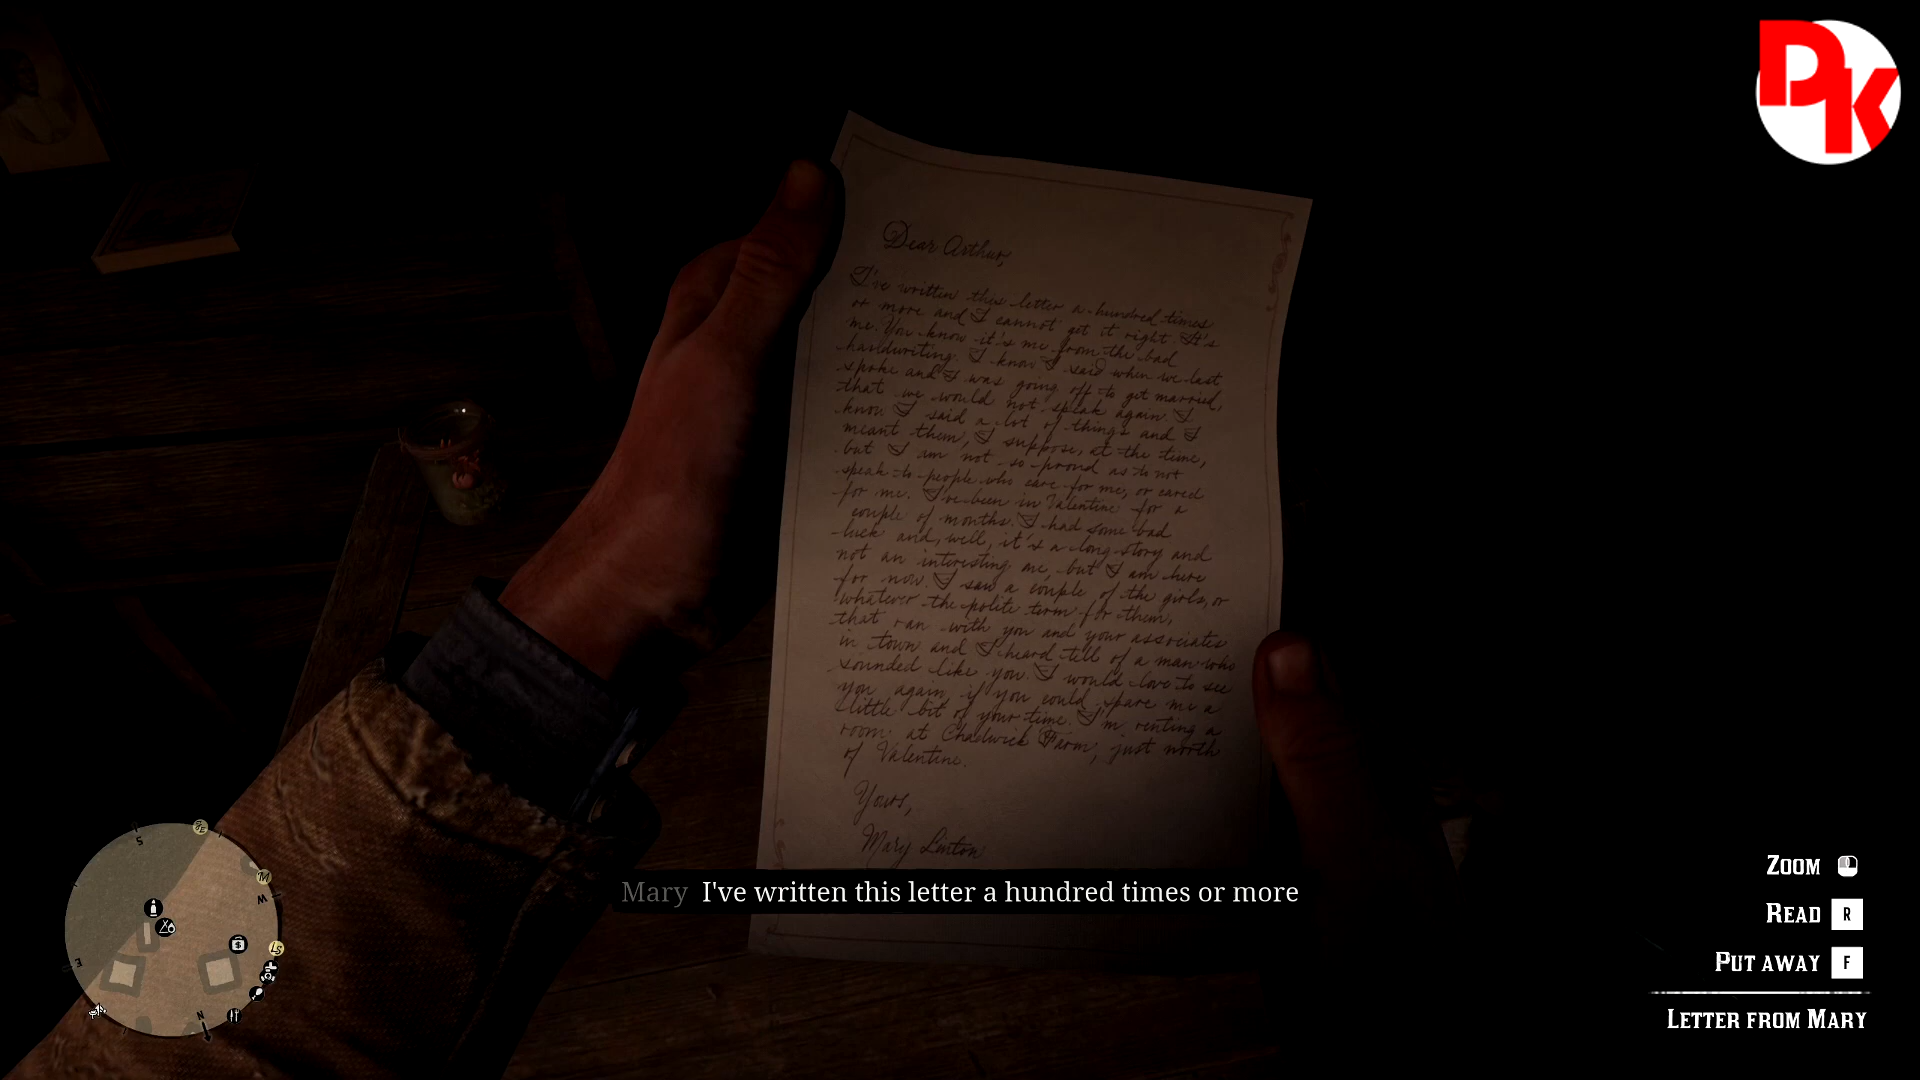 DK
Dear Arthur,
I've written this letter a hundred times
or more and I cannot get it right. It's
me. You know it's me from the bad
handwriting. I know I said when we last
spoke and I was going off to get married,
that we would not speak again. I
know I said a lot of things and I
meant them, I suppose, at the time,
but I am not so proud as to not
speak to people who care for me, or cared
for me. I've been in Valentine for a
couple of months. I had some bad
luck and, well, it's a long story and
not an interesting one, but I am here
for now. I saw a couple of the girls, or
whatever the polite term for them,
that ran with you and your associates
in town and I heard tell of a man who
sounded like you. I would love to see
you again, if you could spare me a
little bit of your time. I'm renting a
room at Chadwick Farm, just north
of Valentine.
Yours,
Mary Linton
Mary I've written this letter a hundred times or more
S
W
LS
E
N
ZOOM
READ R
PUT AWAY F
LETTER FROM MARY